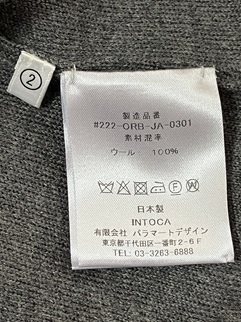 ②
製造品番
#222-ORB-JA-0301
素材混率
ウール： 100%
日本製
INTOCA
有限会社 パラマートデザイン
東京都千代田区一番町2-6F
TEL: 03-3263-6888